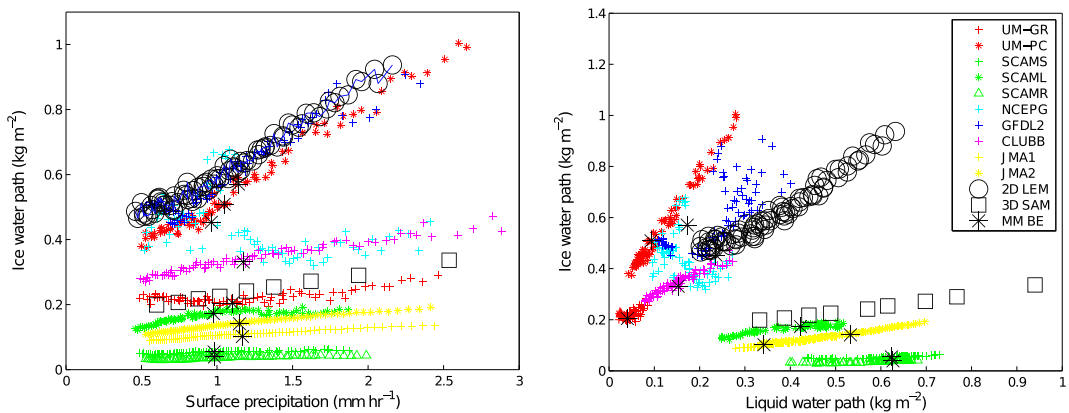 1
0.8
0.6
0.4
0.2
0
Ice water path (kg m−2)
0 0.5 1 1.5 2 2.5 3
Surface precipitation (mm hr−1)
1.4
1.2
1
0.8
0.6
0.4
0.2
0
Ice water path (kg m−2)
0 0.1 0.2 0.3 0.4 0.5 0.6 0.7 0.8 0.9 1
Liquid water path (kg m−2)
UM−GR
UM−PC
SCAMS
SCAML
SCAMR
NCEPG
GFDL2
CLUBB
JMA1
JMA2
2D LEM
3D SAM
MM BE